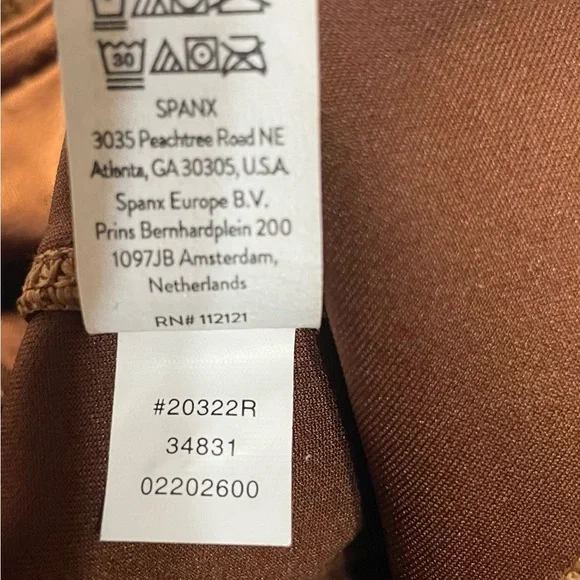 30
SPANX
3035 Peachtree Road NE
Atlanta, GA 30305, U.S.A.
Spanx Europe B.V.
Prins Bernhardplein 200
1097JB Amsterdam,
Netherlands
RN# 112121
#20322R
34831
02202600